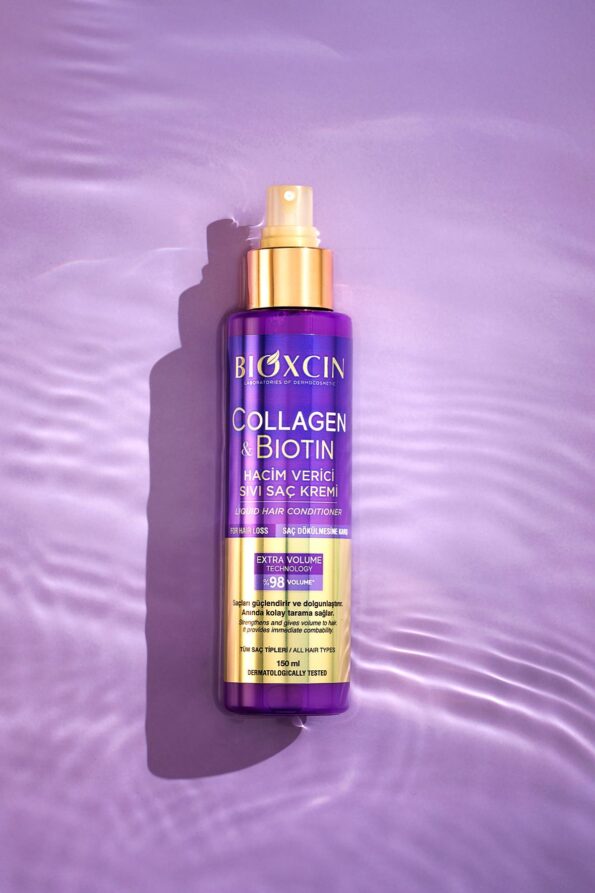 BIOXCIN
LABORATORIES OF DERMOCOSMETIC
COLLAGEN
& BIOTIN
HACİM VERİCİ
SIVI SAÇ KREMİ
LIQUID HAIR CONDITIONER
FOR HAIR LOSS SAÇ DÖKÜLMESİNE KARŞI
EXTRA VOLUME
TECHNOLOGY
%98 VOLUME*
Saçları güçlendirir ve dolgunlaştırır.
Anında kolay tarama sağlar.
Strengthens and gives volume to hair.
It provides immediate combability.
TÜM SAÇ TİPLERİ / ALL HAIR TYPES
150 ml
DERMATOLOGICALLY TESTED